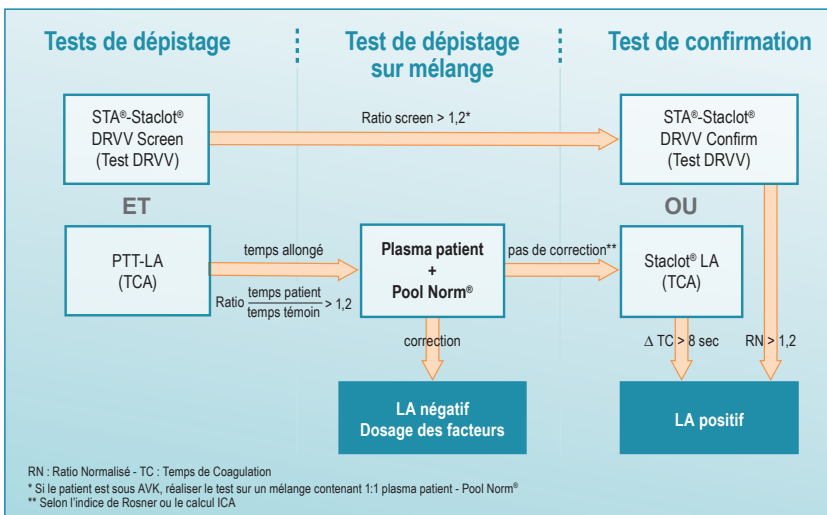 Tests de dépistage
Test de dépistage
sur mélange
Test de confirmation
STA®-Staclot®
DRVV Screen
(Test DRVV)
Ratio screen > 1,2*
STA®-Staclot®
DRVV Confirm
(Test DRVV)
ET
OU
PTT-LA
(TCA)
temps allongé
Ratio temps patient / temps témoin > 1,2
Plasma patient
+
Pool Norm®
pas de correction**
Staclot® LA
(TCA)
correction
Δ TC > 8 sec
RN > 1,2
LA négatif
Dosage des facteurs
LA positif
RN : Ratio Normalisé - TC : Temps de Coagulation
* Si le patient est sous AVK, réaliser le test sur un mélange contenant 1:1 plasma patient - Pool Norm®
** Selon l'indice de Rosner ou le calcul ICA